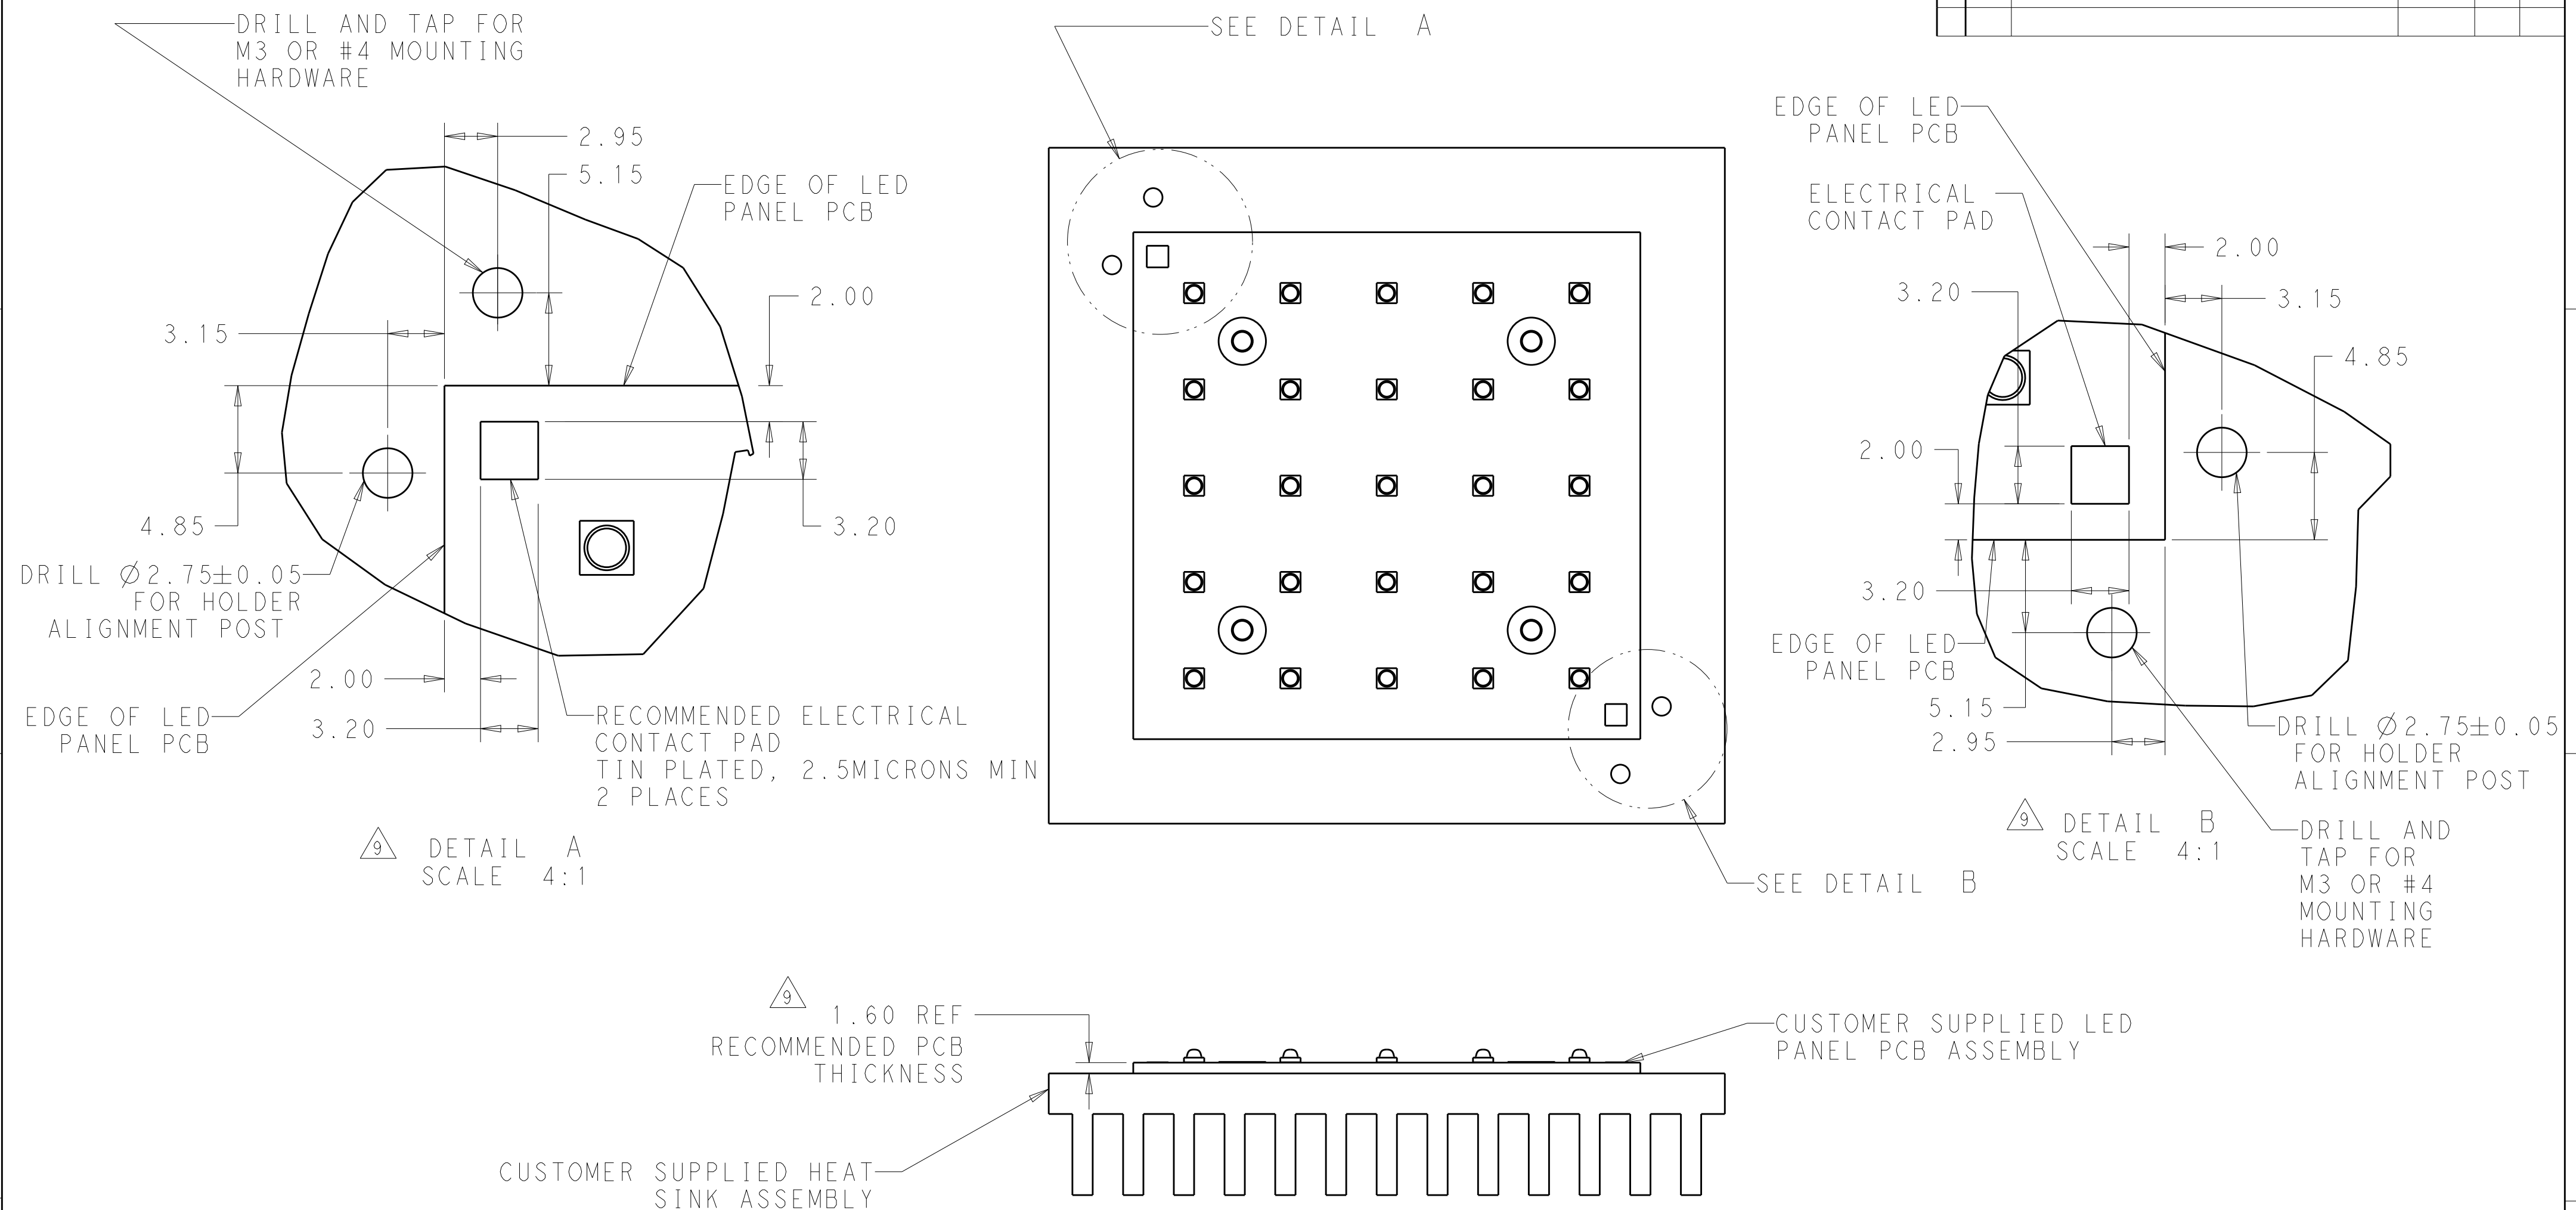 DRILL AND TAP FOR
M3 OR #4 MOUNTING
HARDWARE
2.95
5.15
EDGE OF LED
PANEL PCB
2.00
3.15
4.85
3.20
DRILL Ø2.75±0.05
FOR HOLDER
ALIGNMENT POST
2.00
EDGE OF LED
PANEL PCB
3.20
RECOMMENDED ELECTRICAL
CONTACT PAD
TIN PLATED, 2.5MICRONS MIN
2 PLACES
9 DETAIL A
SCALE 4:1
SEE DETAIL A
SEE DETAIL B
EDGE OF LED
PANEL PCB
ELECTRICAL
CONTACT PAD
2.00
3.20
3.15
4.85
2.00
3.20
EDGE OF LED
PANEL PCB
5.15
2.95
DRILL Ø2.75±0.05
FOR HOLDER
ALIGNMENT POST
9 DETAIL B
SCALE 4:1
DRILL AND
TAP FOR
M3 OR #4
MOUNTING
HARDWARE
9
1.60 REF
RECOMMENDED PCB
THICKNESS
CUSTOMER SUPPLIED LED
PANEL PCB ASSEMBLY
CUSTOMER SUPPLIED HEAT
SINK ASSEMBLY